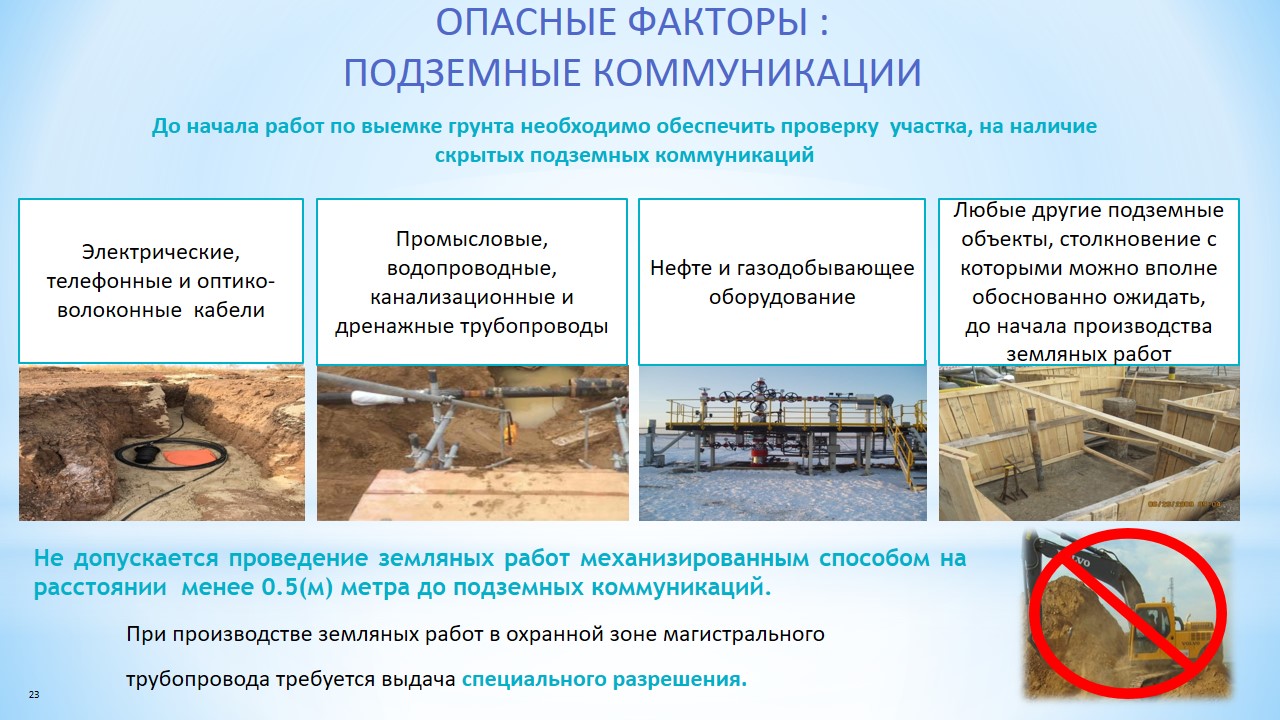 ОПАСНЫЕ ФАКТОРЫ :
ПОДЗЕМНЫЕ КОММУНИКАЦИИ
До начала работ по выемке грунта необходимо обеспечить проверку участка, на наличие
скрытых подземных коммуникаций
Электрические,
телефонные и оптико-
волоконные кабели
Промысловые,
водопроводные,
канализационные и
дренажные трубопроводы
Нефте и газодобывающее
оборудование
Любые другие подземные
объекты, столкновение с
которыми можно вполне
обоснованно ожидать,
до начала производства
земляных работ
Не допускается проведение земляных работ механизированным способом на
расстоянии менее 0.5(м) метра до подземных коммуникаций.
При производстве земляных работ в охранной зоне магистрального
трубопровода требуется выдача специального разрешения.
23